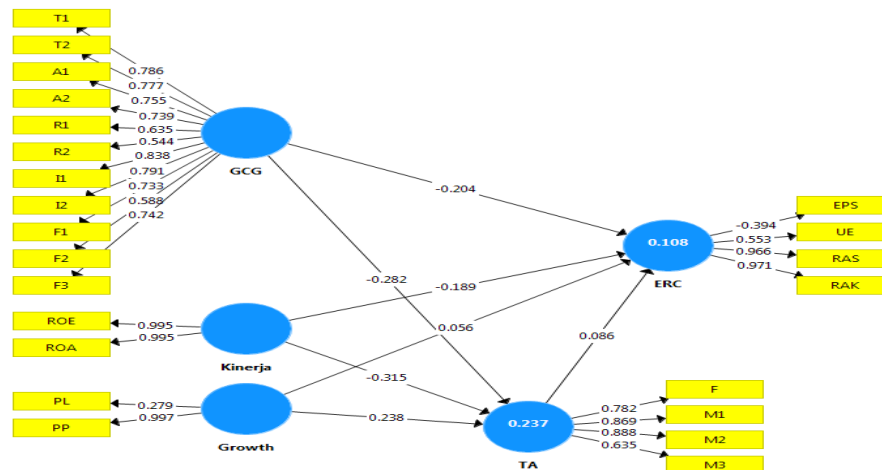 T1
T2
A1
A2
R1
R2
I1
I2
F1
F2
F3
0.786
0.777
0.755
0.739
0.635
0.544
0.838
0.791
0.733
0.588
0.742
GCG
-0.204
-0.282
ROE
ROA
0.995
0.995
Kinerja
-0.189
-0.315
PL
PP
0.279
0.997
Growth
0.056
0.238
0.108
ERC
-0.394
0.553
0.966
0.971
EPS
UE
RAS
RAK
0.086
0.237
TA
0.782
0.869
0.888
0.635
F
M1
M2
M3